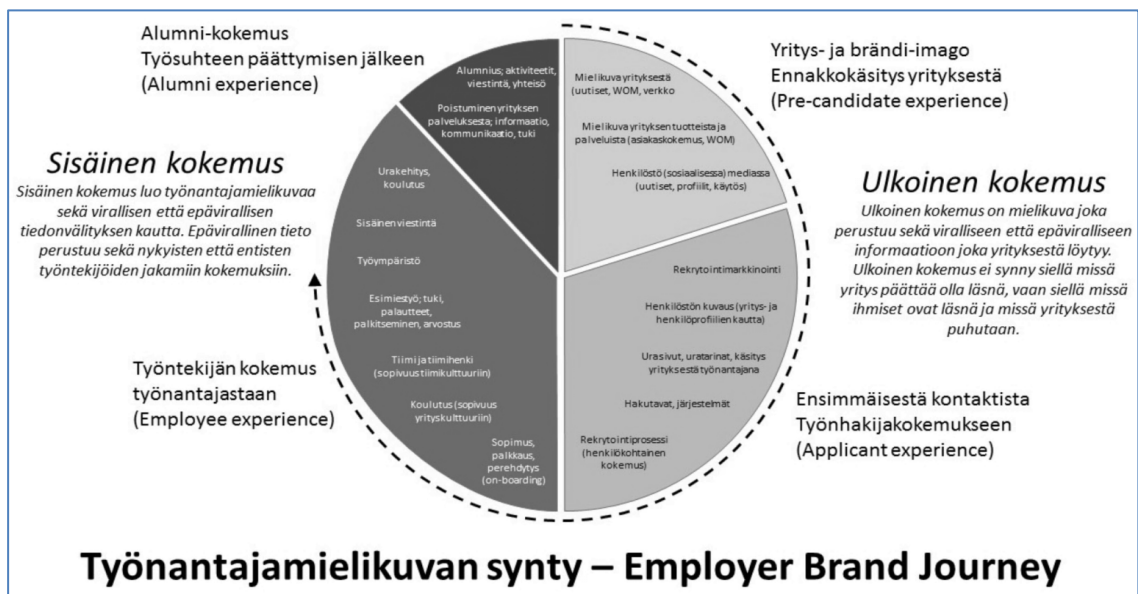 Alumni-kokemus
Työsuhteen päättymisen jälkeen
(Alumni experience)
Alumnius; aktiviteetit,
viestintä, yhteisö
Poistuminen yrityksen
palveluksesta; informaatio,
kommunikaatio, tuki
Yritys- ja brändi-imago
Ennakkokäsitys yrityksestä
(Pre-candidate experience)
Mielikuva yrityksestä
(uutiset, WOM, verkko
Mielikuva yrityksen tuotteista ja
palveluista (asiakaskokemus, WOM)
Henkilöstö (sosiaalisessa) mediassa
(uutiset, profiilit, käytös)
Sisäinen kokemus
Sisäinen kokemus luo työnantajamielikuvaa
sekä virallisen että epävirallisen
tiedonvälityksen kautta. Epävirallinen tieto
perustuu sekä nykyisten että entisten
työntekijöiden jakamiin kokemuksiin.
Ulkoinen kokemus
Ulkoinen kokemus on mielikuva joka
perustuu sekä viralliseen että epäviralliseen
informaatioon joka yrityksestä löytyy.
Ulkoinen kokemus ei synny siellä missä
yritys päättää olla läsnä, vaan siellä missä
ihmiset ovat läsnä ja missä yrityksestä
puhutaan.
Urakehitys,
koulutus
Sisäinen viestintä
Työympäristö
Esimiestyö; tuki,
palautteet,
palkitseminen, arvostus
Tiimi ja tiimihenki
(sopivuus tiimikulttuuriin)
Koulutus (sopivuus
yrityskulttuuriin)
Sopimus,
palkkaus,
perehdytys
(on-boarding)
Työntekijän kokemus
työnantajastaan
(Employee experience)
Rekrytointimarkkinointi
Henkilöstön kuvaus (yritys- ja
henkilöprofiilien kautta)
Urasivut, uratarinat, käsitys
yrityksestä työnantajana
Hakutavat, järjestelmät
Rekrytointiprosessi
(henkilökohtainen
kokemus)
Ensimmäisestä kontaktista
Työnhakijakokemukseen
(Applicant experience)
Työnantajamielikuvan synty – Employer Brand Journey